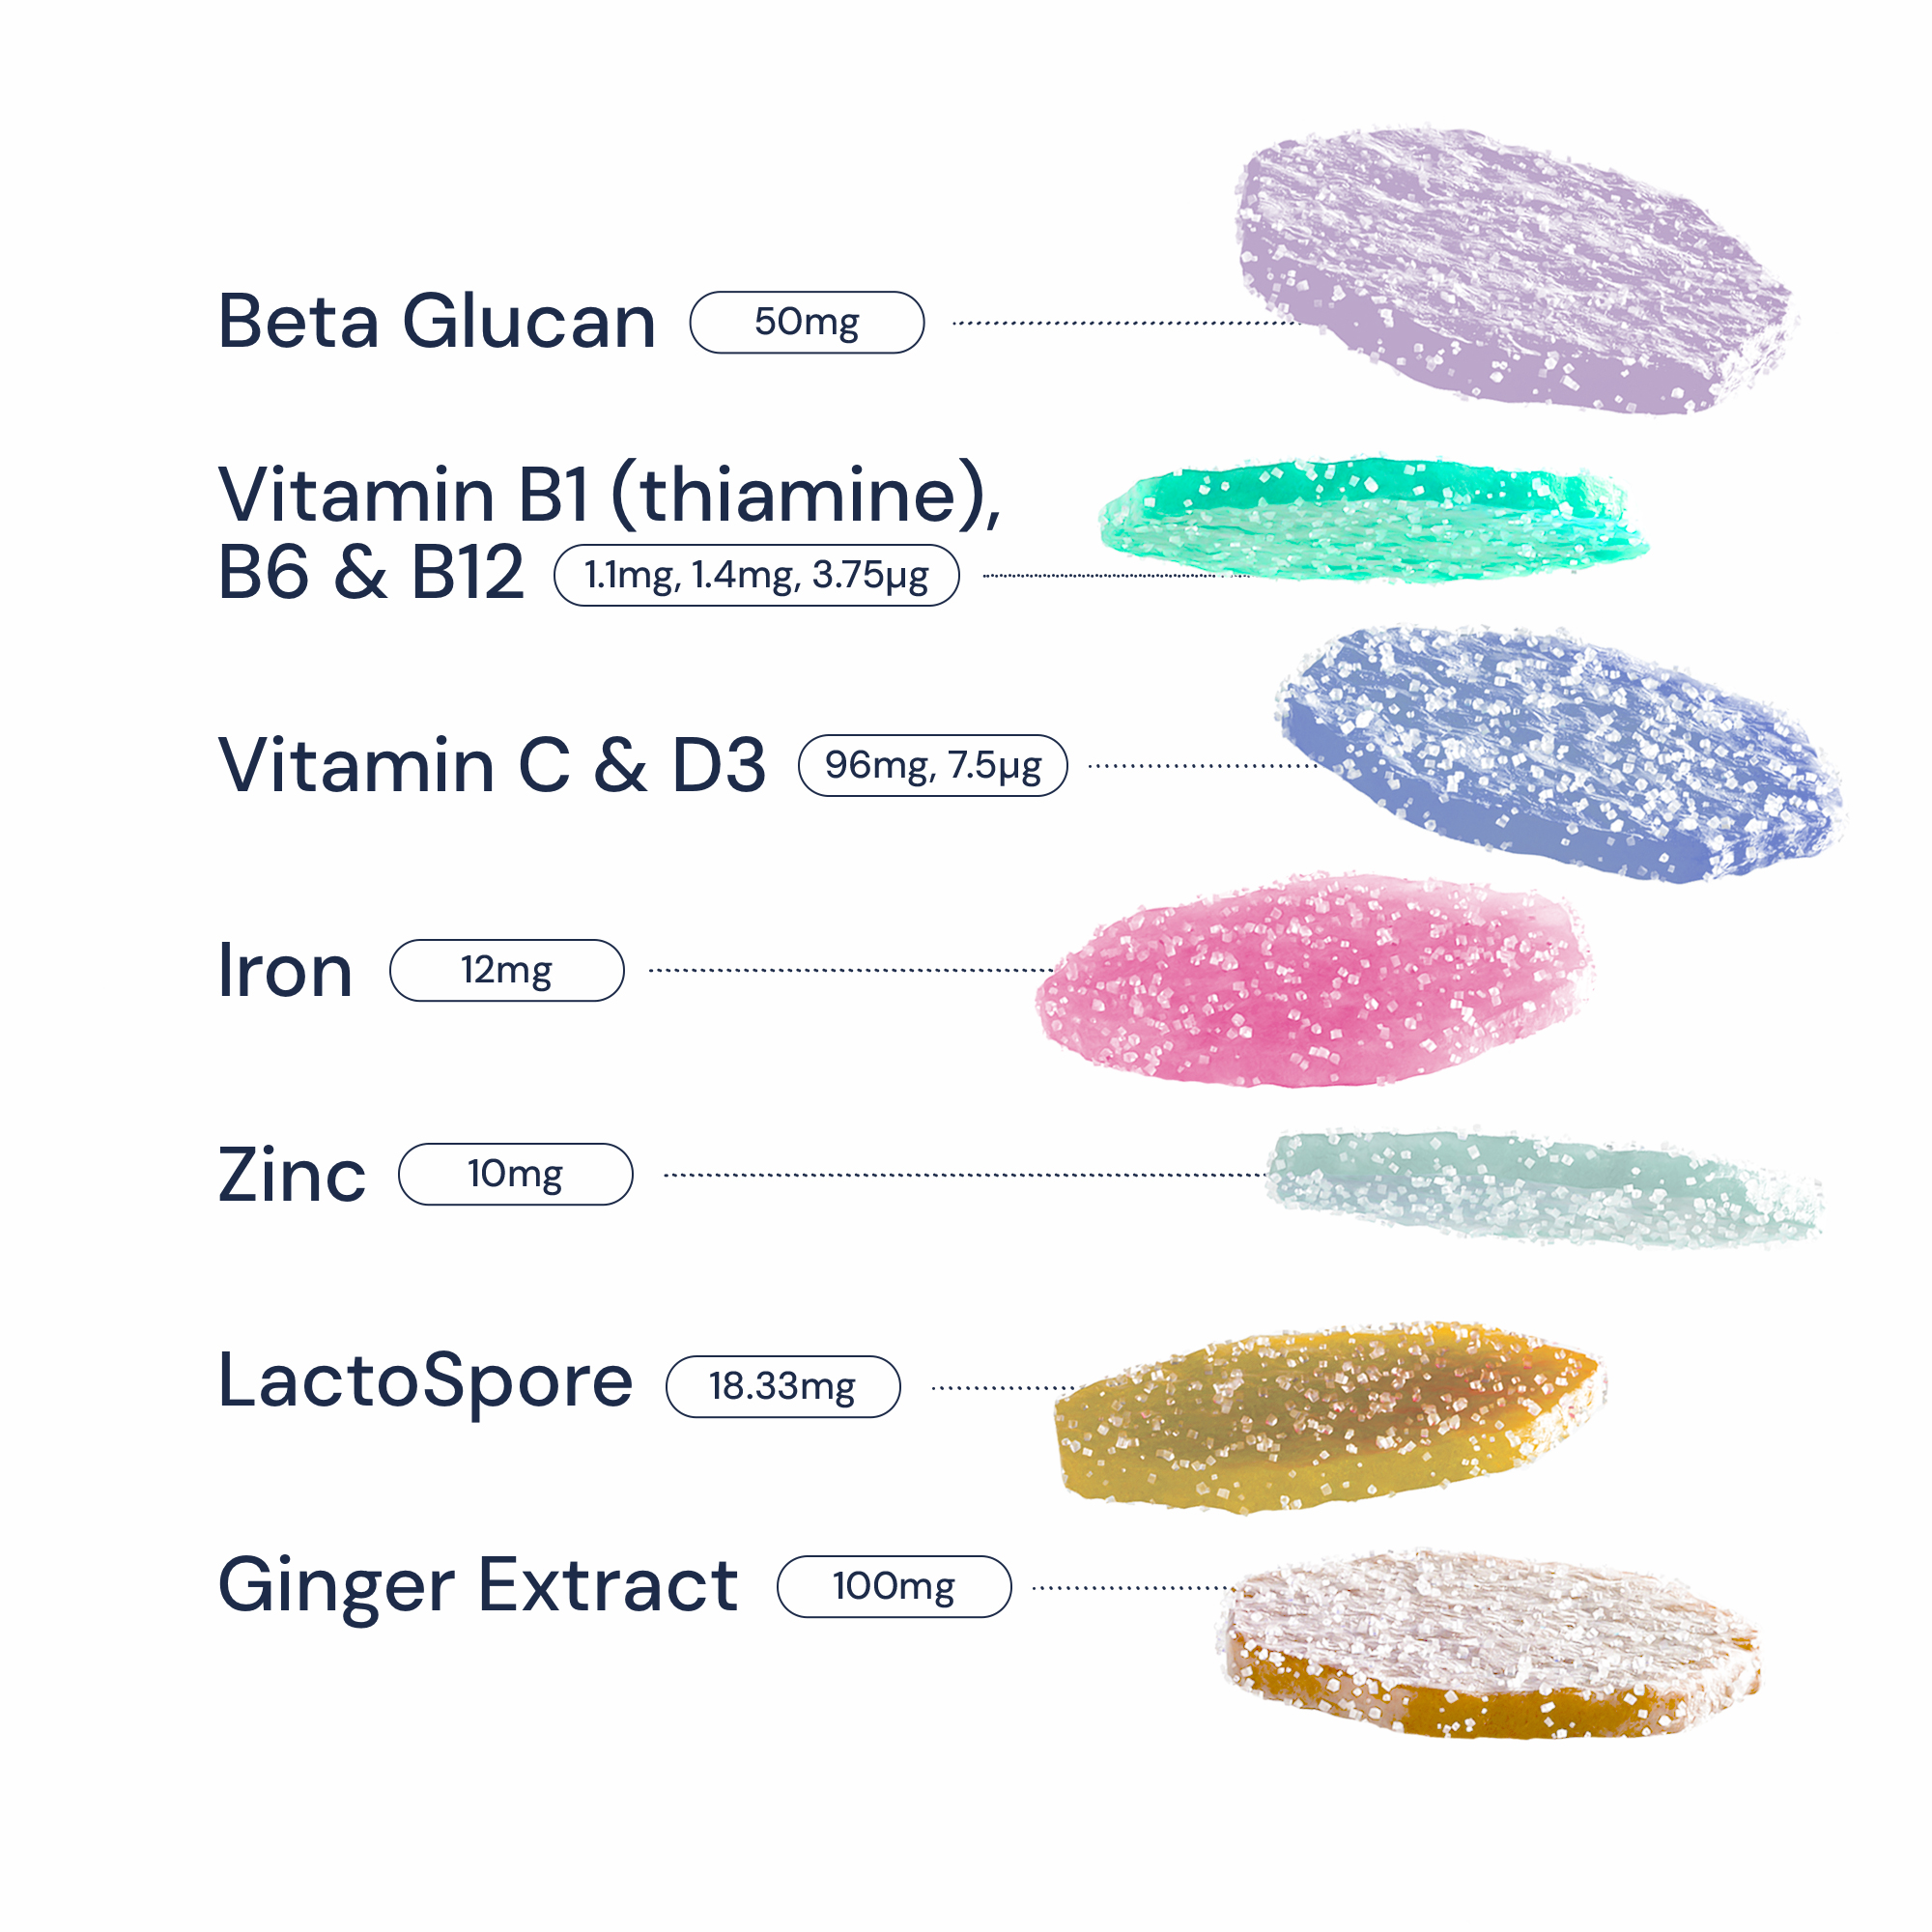 Beta Glucan 50mg
Vitamin B1 (thiamine),
B6 & B12 1.1mg, 1.4mg, 3.75µg
Vitamin C & D3 96mg, 7.5µg
Iron 12mg
Zinc 10mg
LactoSpore 18.33mg
Ginger Extract 100mg